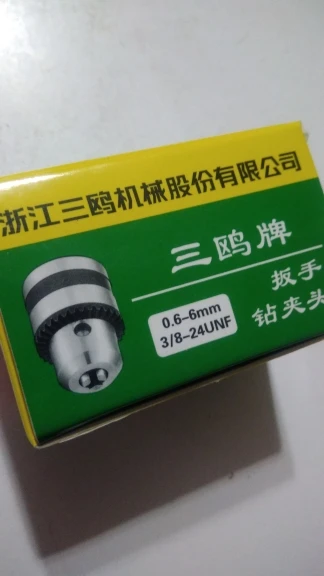 浙江三鸥机械股份有限公司
三鸥牌
扳手
钻夹头
0.6-6mm
3/8-24UNF